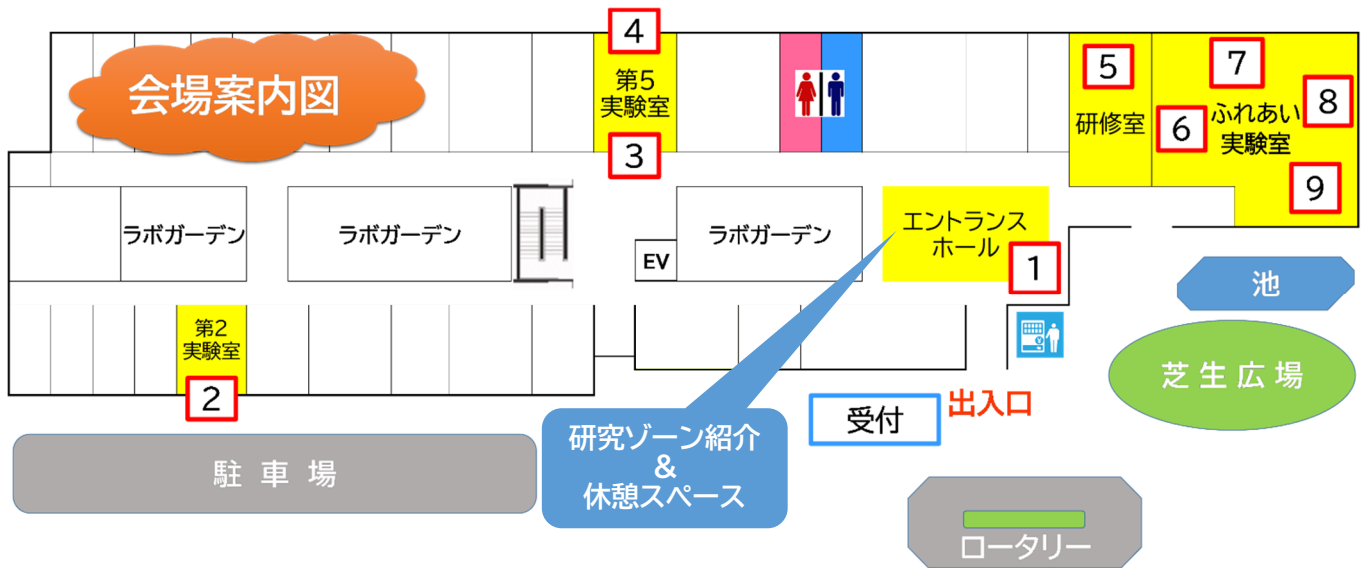 会場案内図
4
第5
実験室
3
5
研修室
7
8
6
ふれあい
実験室
9
ラボガーデン
ラボガーデン
EV
ラボガーデン
エントランス
ホール
1
池
第2
実験室
2
芝生広場
受付
出入口
研究ゾーン紹介
&
休憩スペース
駐車場
ロータリー